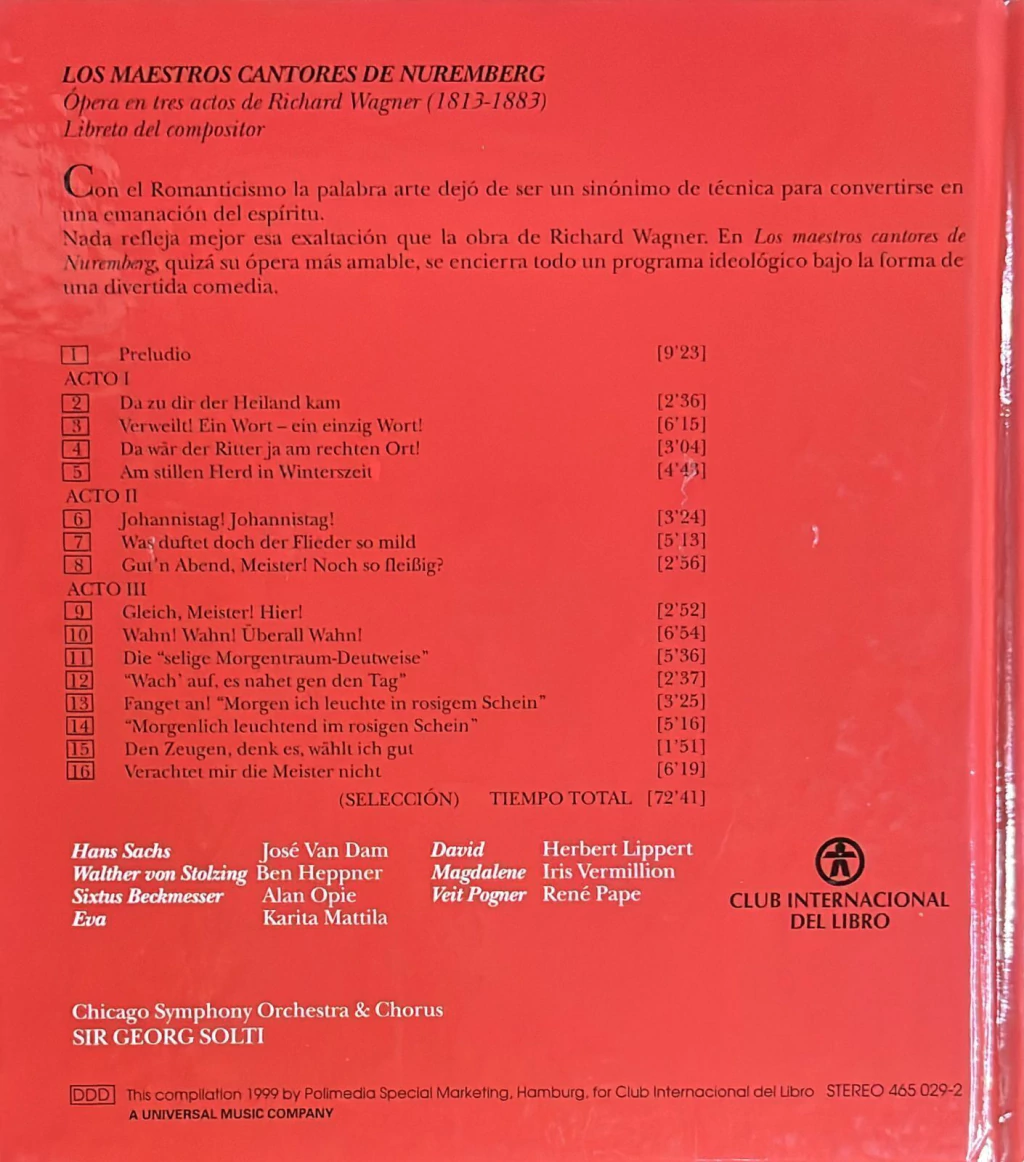 LOS MAESTROS CANTORES DE NUREMBERG
Ópera en tres actos de Richard Wagner (1813-1883)
Libreto del compositor
Con el Romanticismo la palabra arte dejó de ser un sinónimo de técnica para convertirse en
una emanación del espíritu.
Nada refleja mejor esa exaltación que la obra de Richard Wagner. En Los maestros cantores de
Nuremberg, quizá su ópera más amable, se encierra todo un programa ideológico bajo la forma de
una divertida comedia.
1 Preludio [9'23]
ACTO I
2 Da zu dir der Heiland kam [2'36]
3 Verweilt! Ein Wort – ein einzig Wort! [6'15]
4 Da wär der Ritter ja am rechten Ort! [3'04]
5 Am stillen Herd in Winterszeit [4'43]
ACTO II
6 Johannistag! Johannistag! [3'24]
7 Was duftet doch der Flieder so mild [5'13]
8 Gut'n Abend, Meister! Noch so fleißig? [2'56]
ACTO III
9 Gleich, Meister! Hier! [2'52]
10 Wahn! Wahn! Überall Wahn! [6'54]
11 Die "selige Morgentraum-Deutweise" [5'36]
12 "Wach' auf, es nahet gen den Tag" [2'37]
13 Fanget an! "Morgen ich leuchte in rosigem Schein" [3'25]
14 "Morgenlich leuchtend im rosigen Schein" [5'16]
15 Den Zeugen, denk es, wählt ich gut [1'51]
16 Verachtet mir die Meister nicht [6'19]
(SELECCIÓN) TIEMPO TOTAL [72'41]
Hans Sachs José Van Dam David Herbert Lippert
Walther von Stolzing Ben Heppner Magdalene Iris Vermillion
Sixtus Beckmesser Alan Opie Veit Pogner René Pape
Eva Karita Mattila
CLUB INTERNACIONAL
DEL LIBRO
Chicago Symphony Orchestra & Chorus
SIR GEORG SOLTI
DDD This compilation 1999 by Polimedia Special Marketing, Hamburg, for Club Internacional del Libro STEREO 465 029-2
A UNIVERSAL MUSIC COMPANY